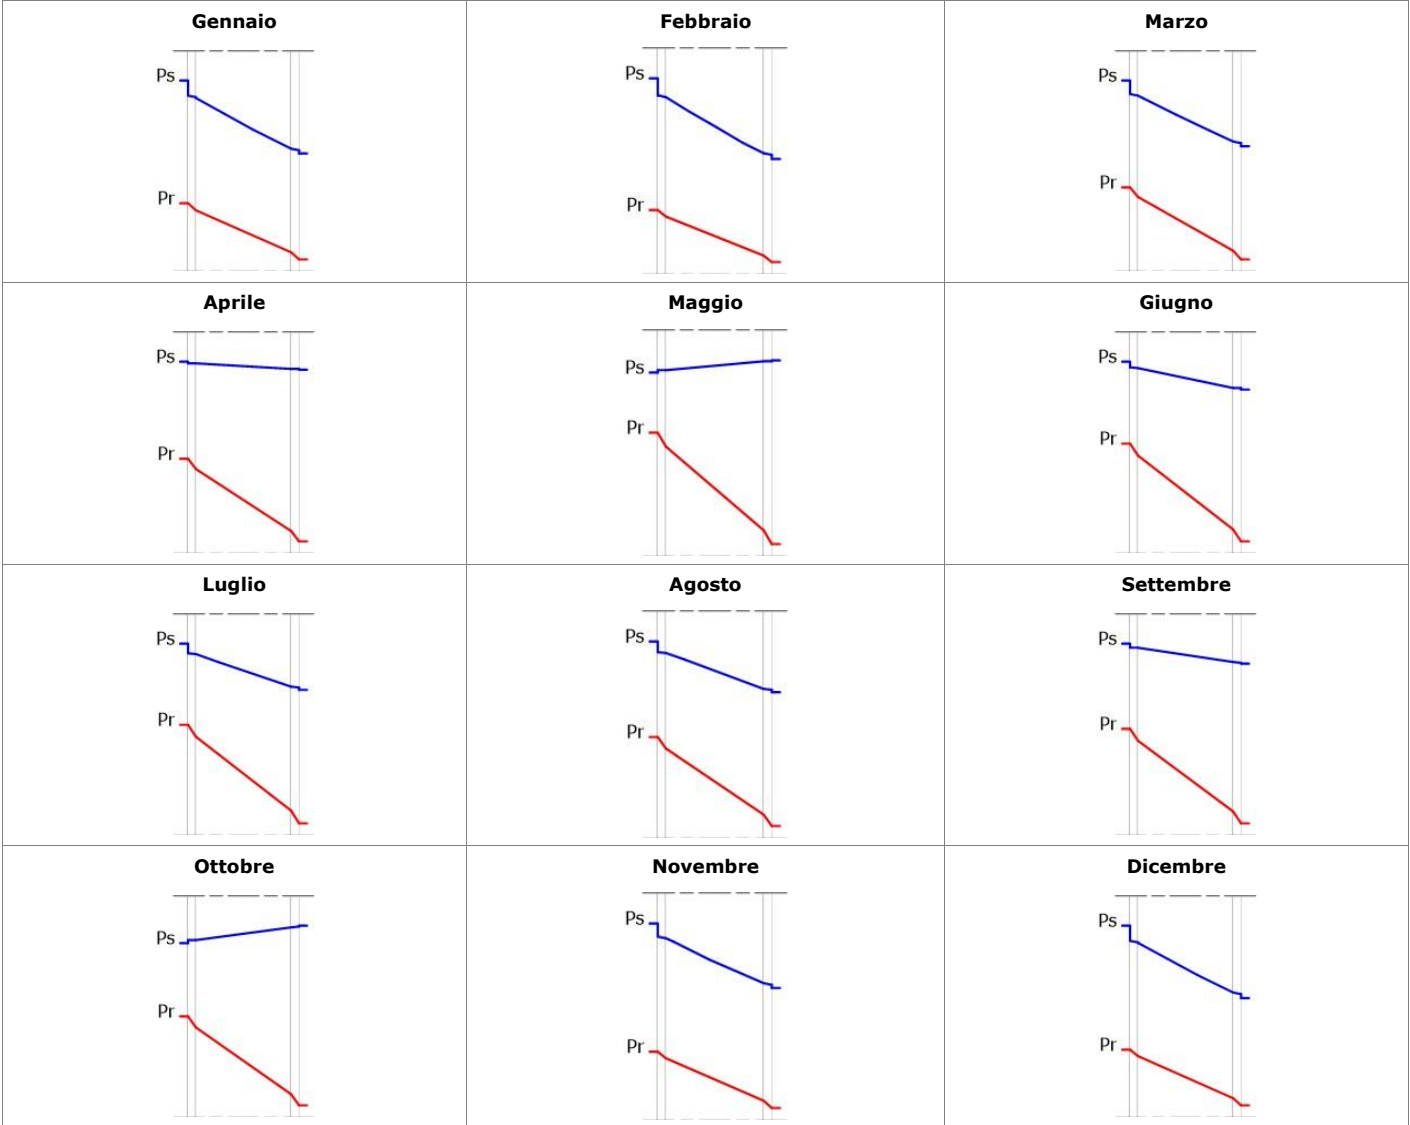 Gennaio
Febbraio
Marzo
Ps
Ps
Ps
Pr
Pr
Pr
Aprile
Maggio
Giugno
Ps
Ps
Ps
Pr
Pr
Pr
Luglio
Agosto
Settembre
Ps
Ps
Ps
Pr
Pr
Pr
Ottobre
Novembre
Dicembre
Ps
Ps
Ps
Pr
Pr
Pr